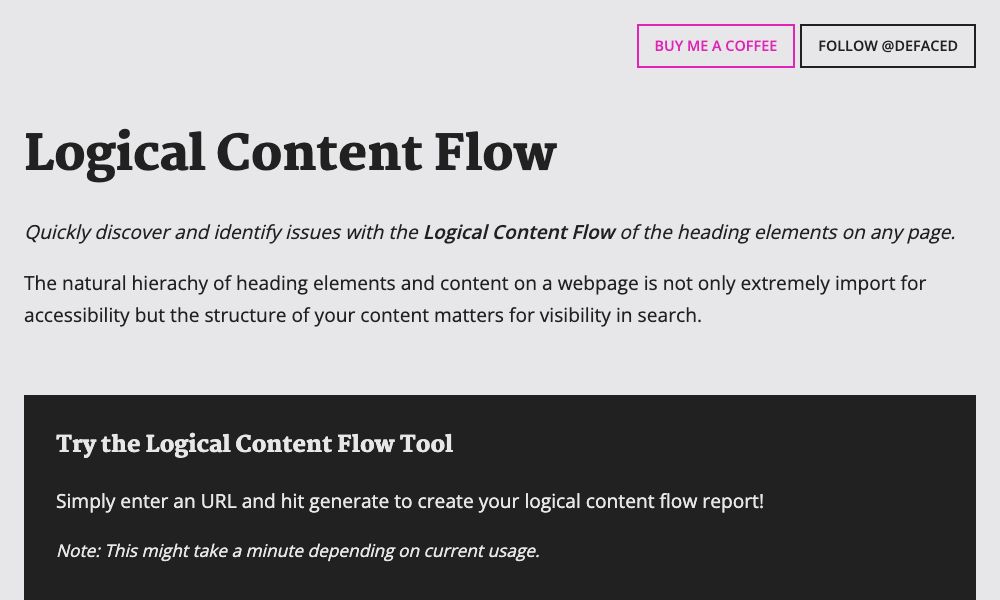 BUY ME A COFFEE
FOLLOW @DEFACED
Logical Content Flow
Quickly discover and identify issues with the Logical Content Flow of the heading elements on any page.
The natural hierachy of heading elements and content on a webpage is not only extremely import for
accessibility but the structure of your content matters for visibility in search.
Try the Logical Content Flow Tool
Simply enter an URL and hit generate to create your logical content flow report!
Note: This might take a minute depending on current usage.